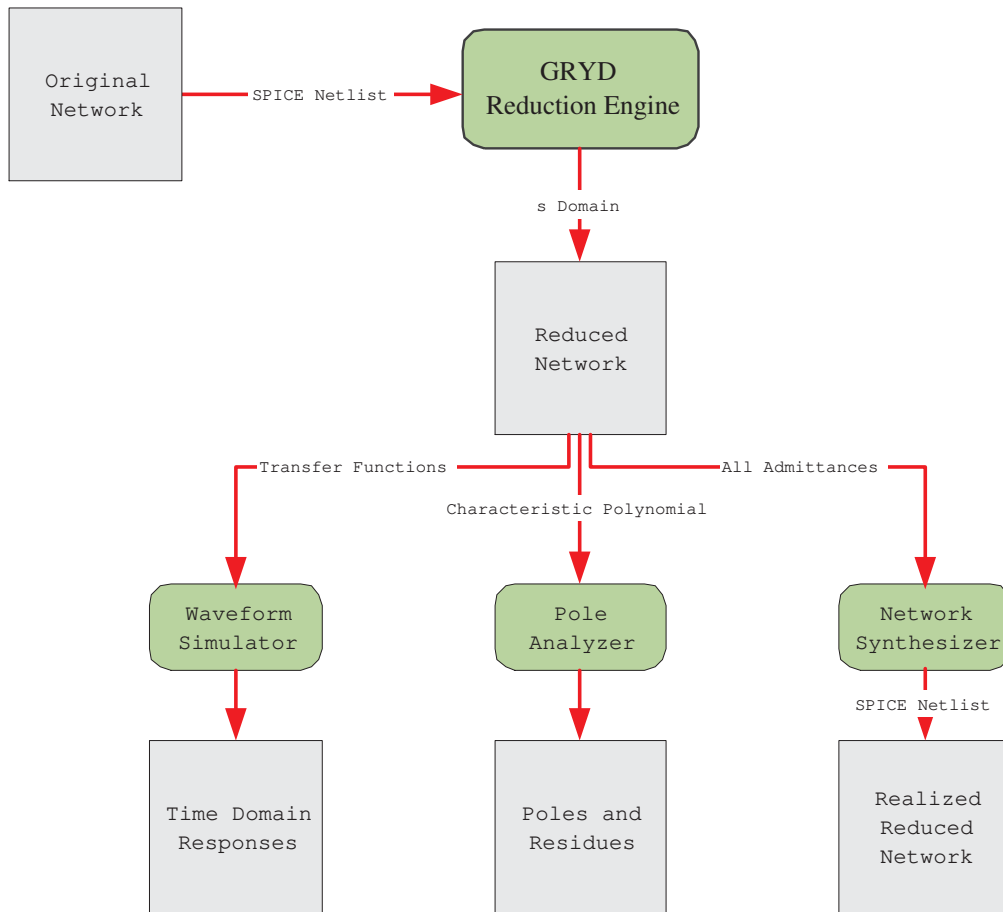 Original
Network
SPICE Netlist
GRYD
Reduction Engine
s Domain
Reduced
Network
Transfer Functions
All Admittances
Characteristic Polynomial
Waveform
Simulator
Pole
Analyzer
Network
Synthesizer
SPICE Netlist
Time Domain
Responses
Poles and
Residues
Realized
Reduced
Network